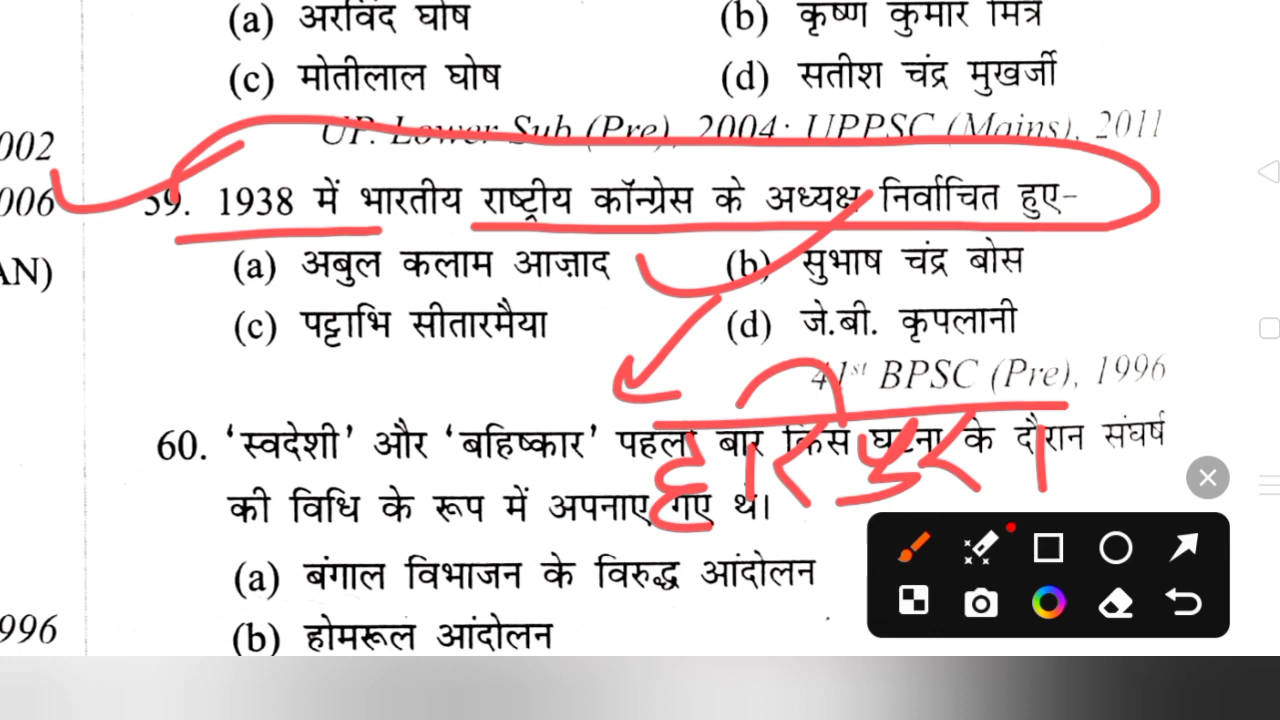 (a) अरविंद घोष (b) कृष्ण कुमार मित्र
(c) मोतीलाल घोष (d) सतीश चंद्र मुखर्जी
UP. Lower Sub (Pre), 2004; UPPSC (Mains), 2011
002
006
59. 1938 में भारतीय राष्ट्रीय कॉन्ग्रेस के अध्यक्ष निर्वाचित हुए-
AN)
(a) अबुल कलाम आज़ाद (b) सुभाष चंद्र बोस
(c) पट्टाभि सीतारमैया (d) जे.बी. कृपलानी
41st BPSC (Pre), 1996
हरिपुरा
60. ‘स्वदेशी’ और ‘बहिष्कार’ पहली बार किस घटना के दौरान संघर्ष
की विधि के रूप में अपनाए गए थे।
(a) बंगाल विभाजन के विरुद्ध आंदोलन
996
(b) होमरूल आंदोलन